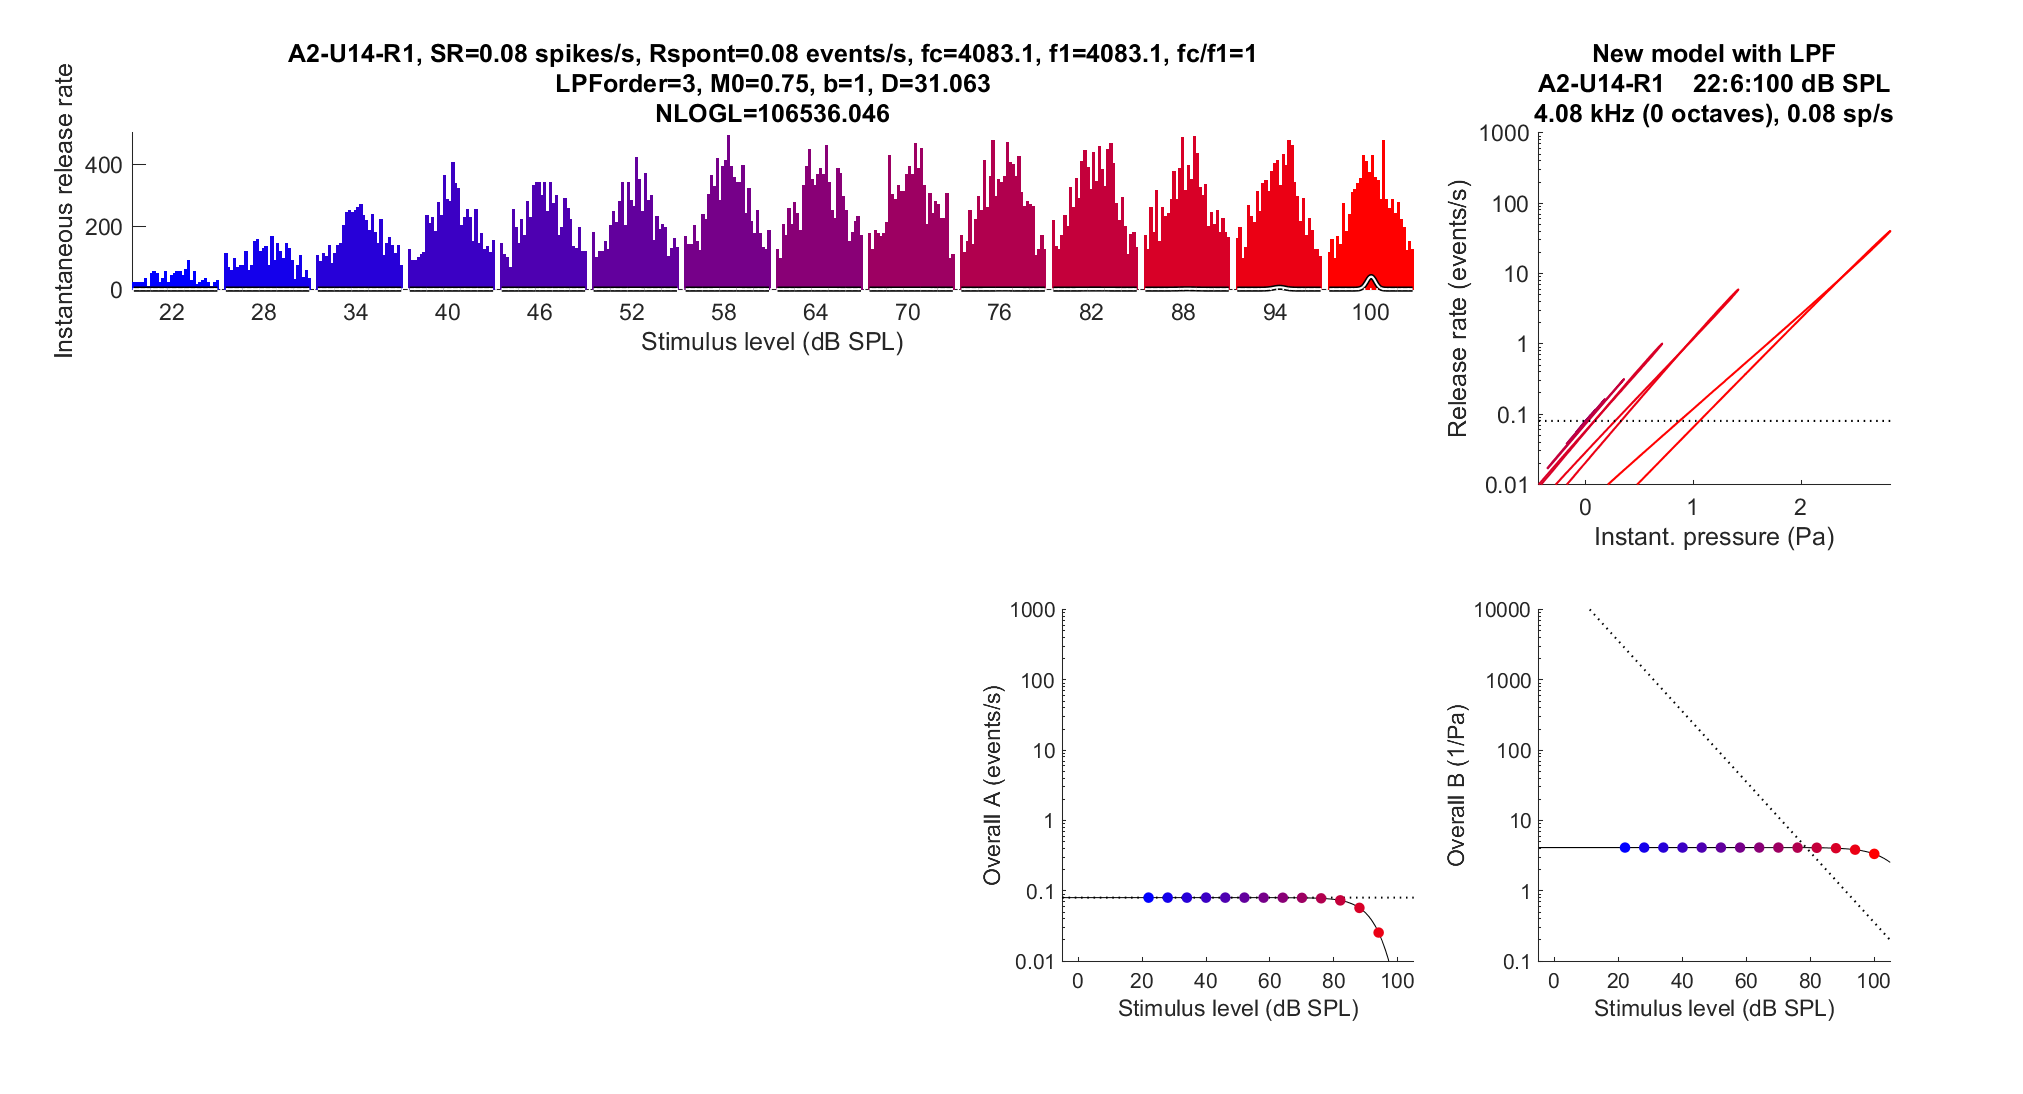 A2-U14-R1, SR=0.08 spikes/s, Rspont=0.08 events/s, fc=4083.1, f1=4083.1, fc/f1=1
LPForder=3, M0=0.75, b=1, D=31.063
NLOGL=106536.046
Instantaneous release rate
400
200
0
22 28 34 40 46 52 58 64 70 76 82 88 94 100
Stimulus level (dB SPL)
New model with LPF
A2-U14-R1 22:6:100 dB SPL
4.08 kHz (0 octaves), 0.08 sp/s
Release rate (events/s)
1000
100
10
1
0.1
0.01
0 1 2
Instant. pressure (Pa)
Overall A (events/s)
1000
100
10
1
0.1
0.01
0 20 40 60 80 100
Stimulus level (dB SPL)
Overall B (1/Pa)
10000
1000
100
10
1
0.1
0 20 40 60 80 100
Stimulus level (dB SPL)